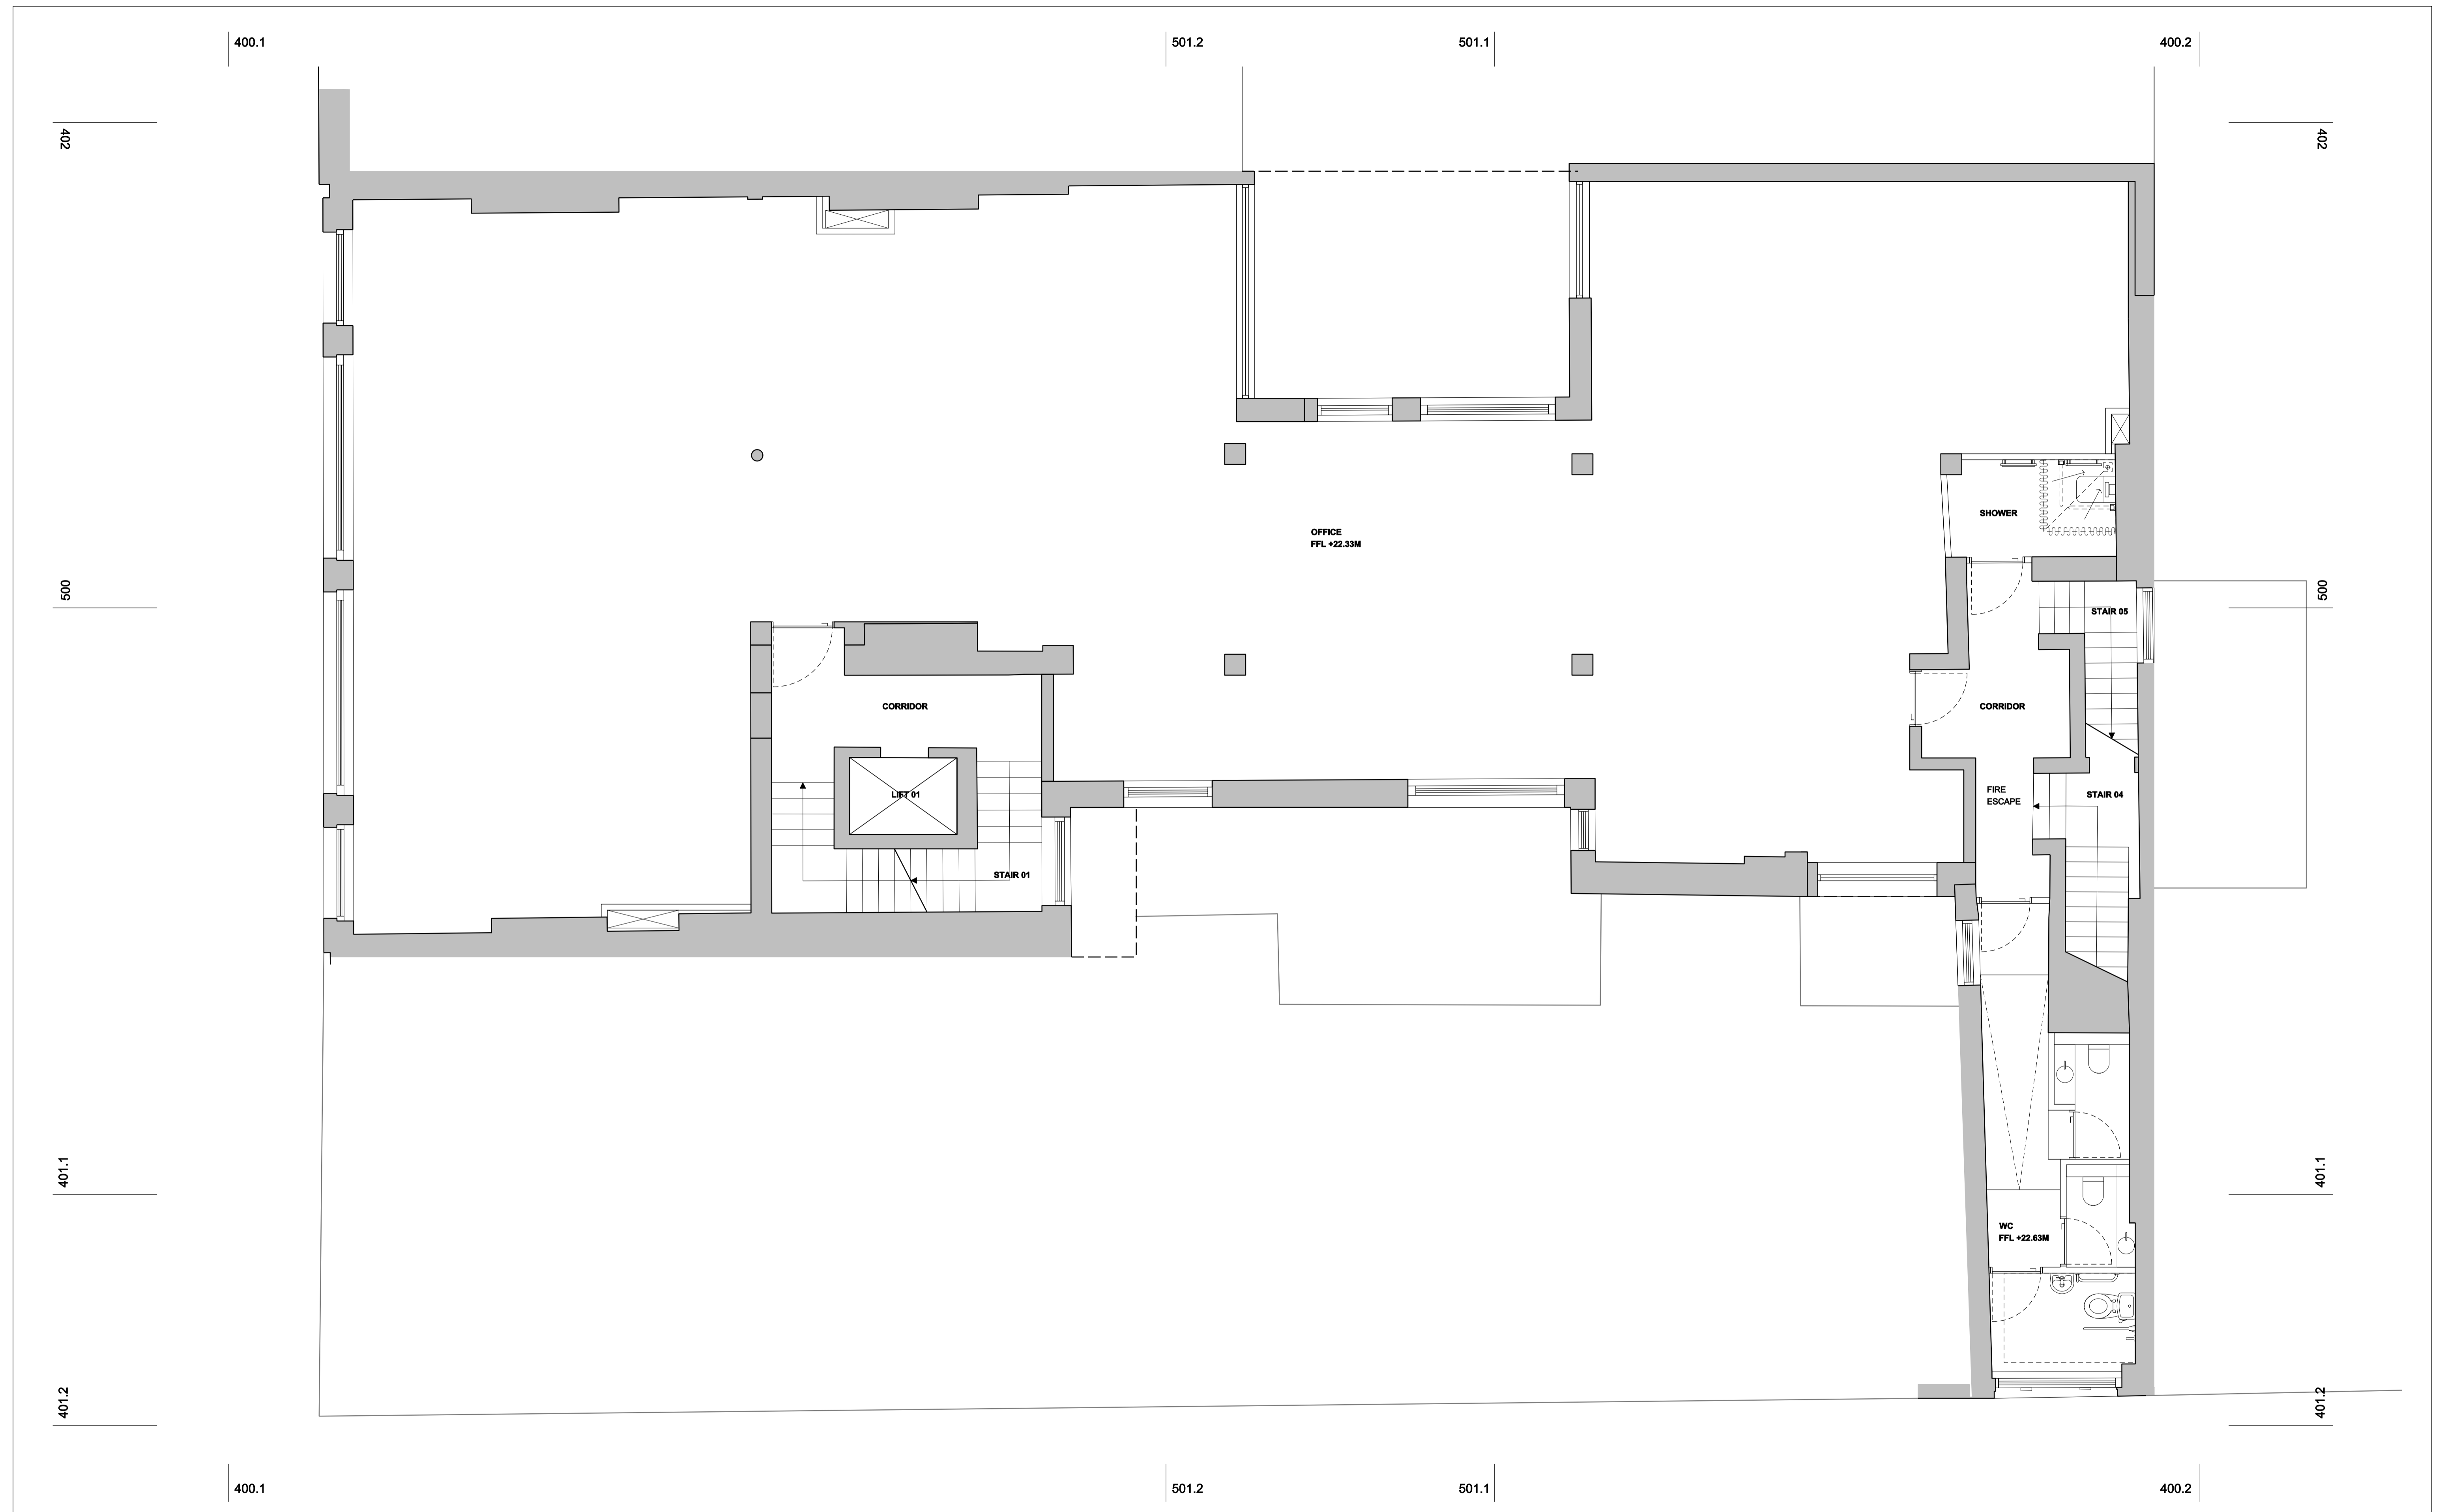 400.1
501.2
501.1
400.2
402
402
OFFICE
FFL +22.33M
SHOWER
500
500
STAIR 05
CORRIDOR
CORRIDOR
LIFT 01
FIRE
ESCAPE
STAIR 04
STAIR 01
401.1
401.1
WC
FFL +22.63M
401.2
401.2
400.1
501.2
501.1
400.2